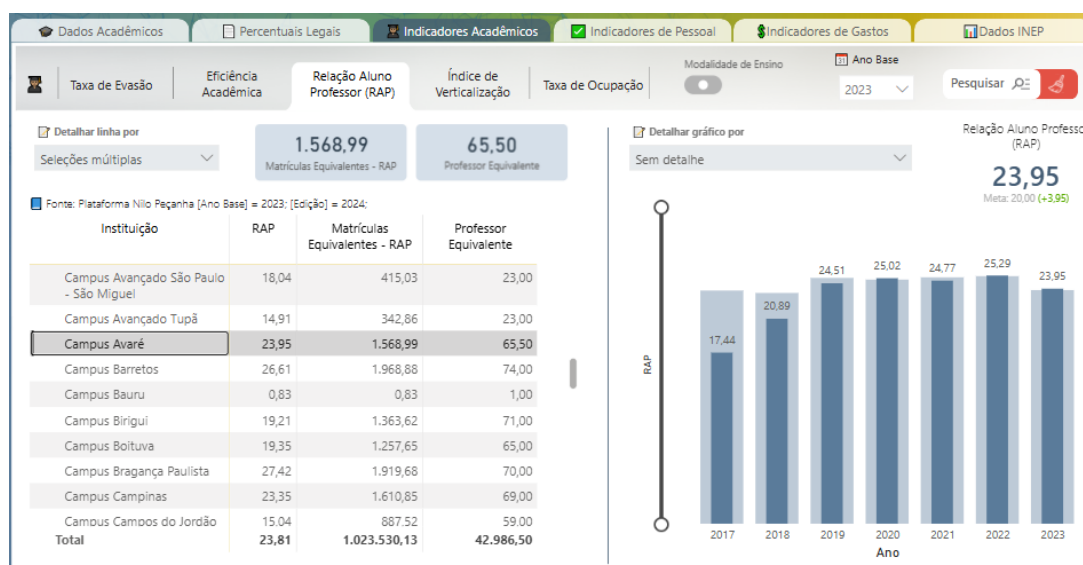 Dados Acadêmicos
Percentuais Legais
Indicadores Acadêmicos
Indicadores de Pessoal
Indicadores de Gastos
Dados INEP
Taxa de Evasão
Eficiência
Acadêmica
Relação Aluno
Professor (RAP)
Índice de
Verticalização
Taxa de Ocupação
Modalidade de Ensino
Ano Base
2023
Pesquisar
Detalhar linha por
Seleções múltiplas
1.568,99
Matrículas Equivalentes - RAP
65,50
Professor Equivalente
Fonte: Plataforma Nilo Peçanha [Ano Base] = 2023; [Edição] = 2024;
Instituição RAP Matrículas Equivalentes - RAP Professor Equivalente
Campus Avançado São Paulo - São Miguel 18,04 415,03 23,00
Campus Avançado Tupã 14,91 342,86 23,00
Campus Avaré 23,95 1.568,99 65,50
Campus Barretos 26,61 1.968,88 74,00
Campus Bauru 0,83 0,83 1,00
Campus Birigui 19,21 1.363,62 71,00
Campus Boituva 19,35 1.257,65 65,00
Campus Bragança Paulista 27,42 1.919,68 70,00
Campus Campinas 23,35 1.610,85 69,00
Campus Campos do Jordão 15,04 887,52 59,00
Total 23,81 1.023.530,13 42.986,50
Detalhar gráfico por
Sem detalhe
Relação Aluno Professo
(RAP)
23,95
Meta: 20,00 (+3,95)
RAP
17,44
20,89
24,51
25,02
24,77
25,29
23,95
2017 2018 2019 2020 2021 2022 2023
Ano